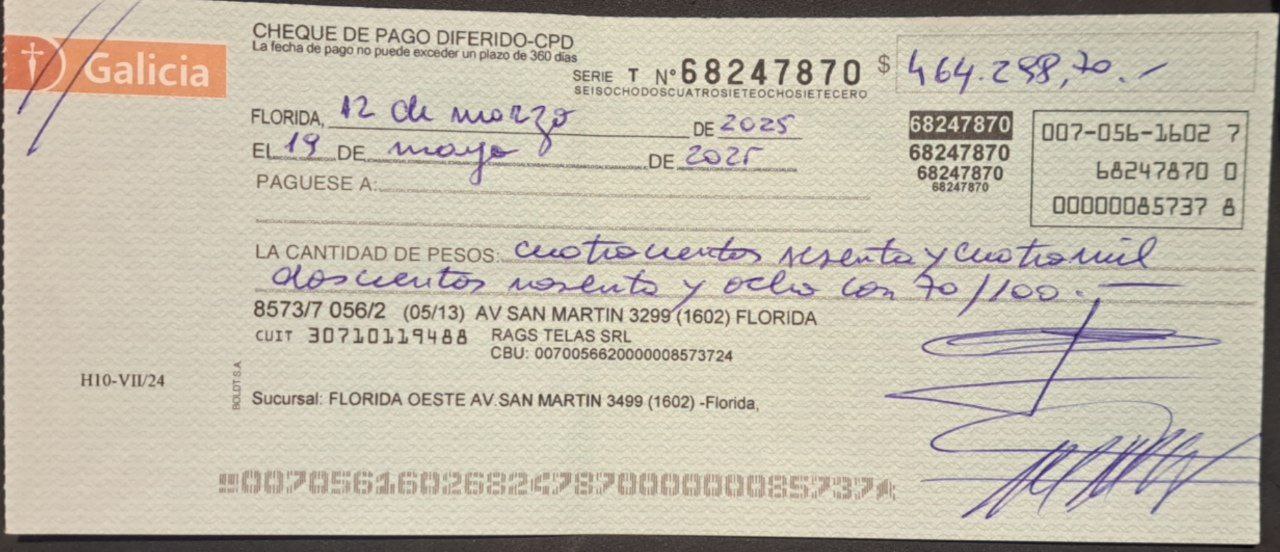 CHEQUE DE PAGO DIFERIDO-CPD
La fecha de pago no puede exceder un plazo de 360 días
Galicia
SERIE T Nº 68247870 $ 464.298,70.-
SEISOCHODOSCUATROSIETEOCHOSIETECERO
FLORIDA, 12 de marzo DE 2025
EL 19 DE mayo DE 2025
PAGUESE A:
68247870
68247870
68247870
68247870
007-056-1602 7
68247870 0
00000085737 8
LA CANTIDAD DE PESOS: cuatrocientos sesenta y cuatro mil
doscientos noventa y ocho con 70/100.-
8573/7 056/2 (05/13) AV SAN MARTIN 3299 (1602) FLORIDA
CUIT 30710119488 RAGS TELAS SRL
CBU: 0070056620000008573724
H10-VII/24
BOLDT S.A
Sucursal: FLORIDA OESTE AV.SAN MARTIN 3499 (1602) -Florida,
007056160268247870000000085737